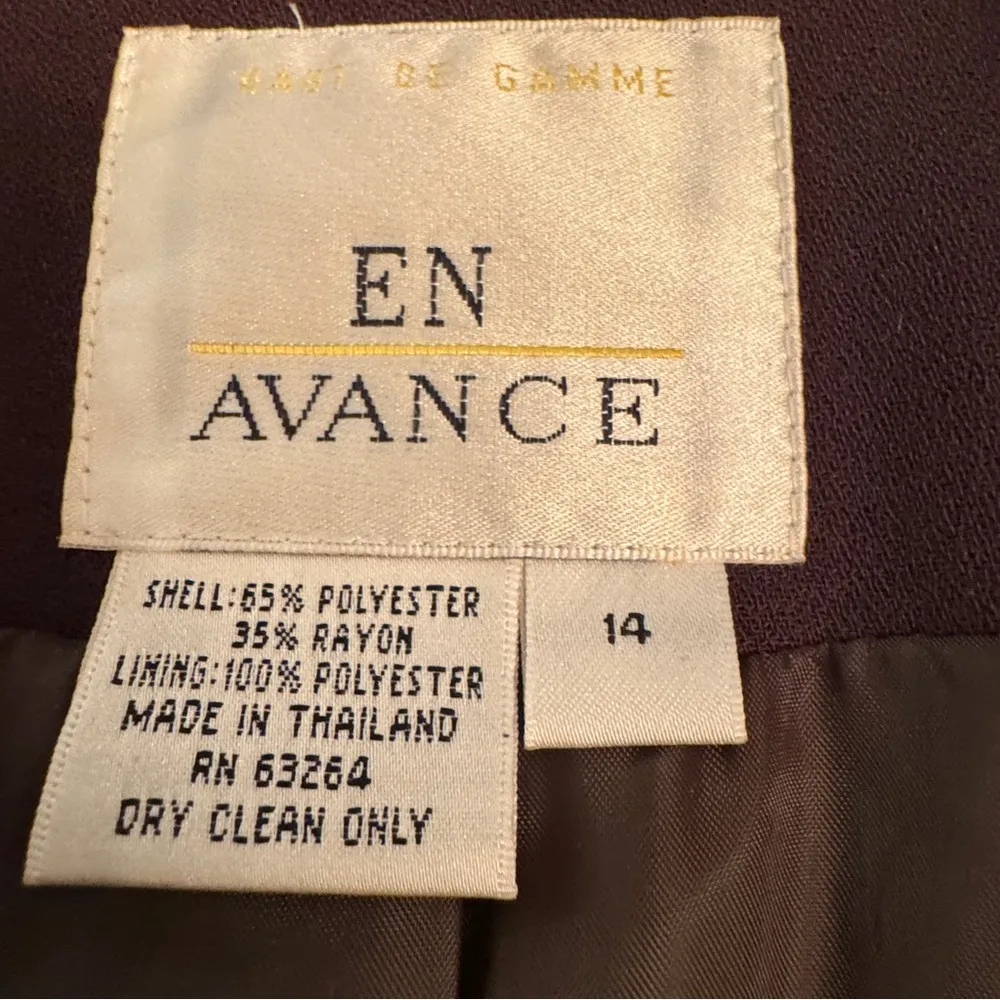 HAUT DE GAMME
EN
AVANCE
SHELL:65% POLYESTER
35% RAYON
LINING:100% POLYESTER
MADE IN THAILAND
RN 63264
DRY CLEAN ONLY
14